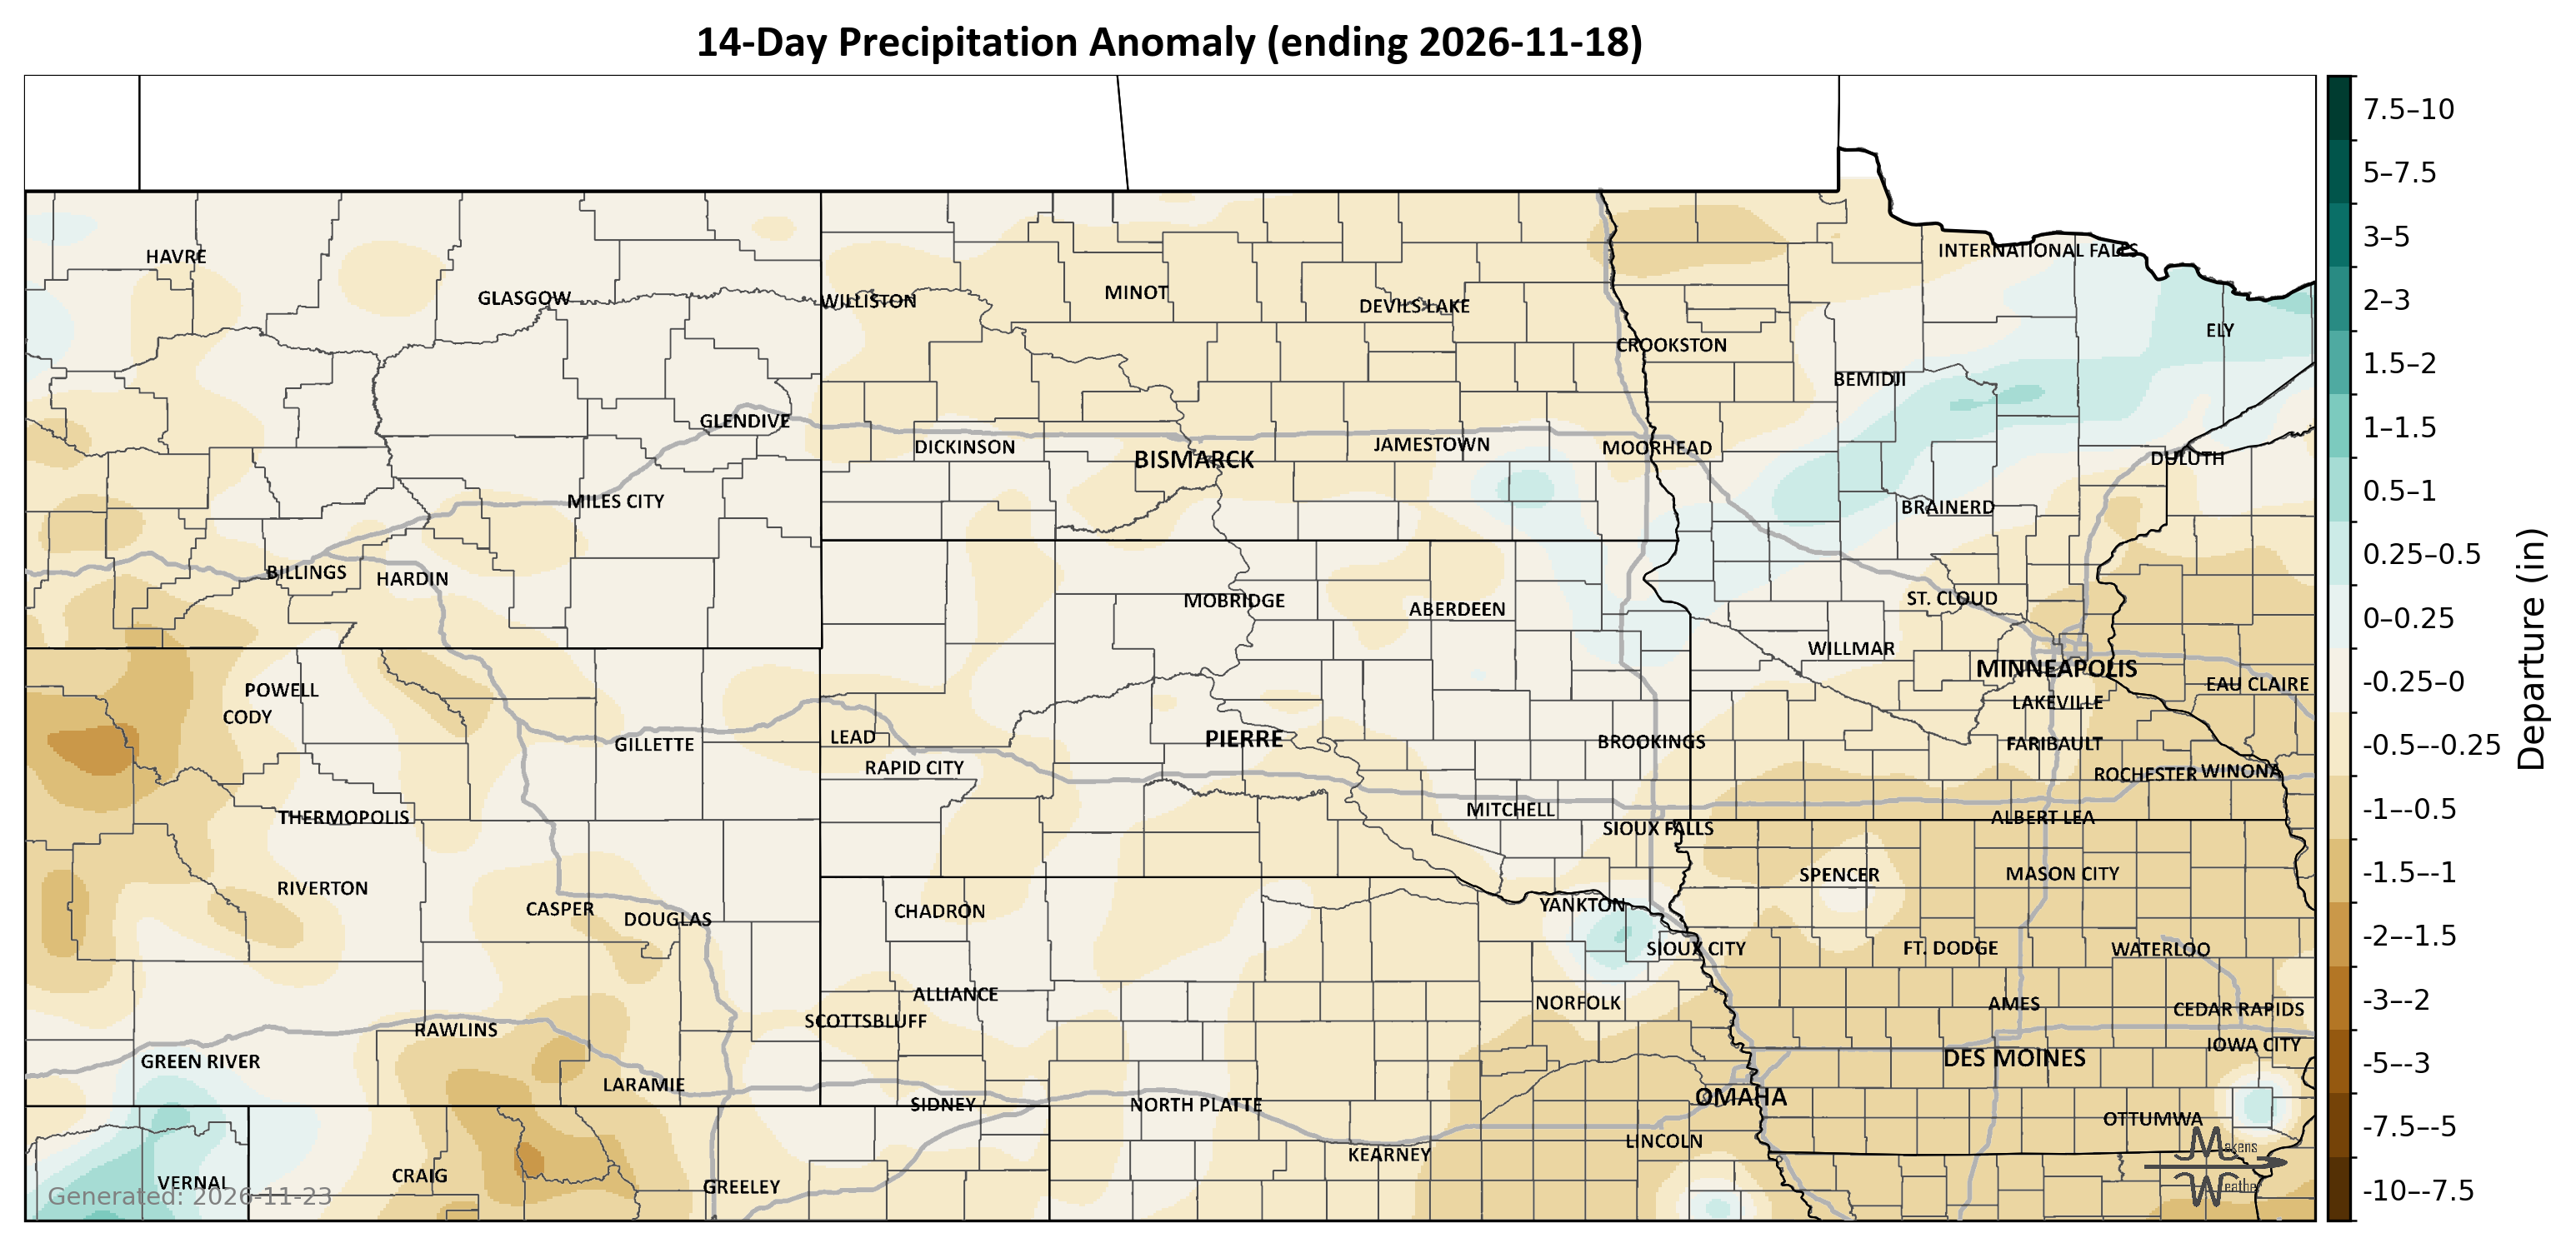 14-Day Precipitation Anomaly (ending 2026-11-18)
7.5–10
5–7.5
3–5
2–3
1.5–2
1–1.5
0.5–1
0.25–0.5
0–0.25
-0.25–0
-0.5–-0.25
-1–-0.5
-1.5–-1
-2–-1.5
-3–-2
-5–-3
-7.5–-5
-10–-7.5
Departure (in)
HAVRE
INTERNATIONAL FALLS
GLASGOW
WILLISTON
MINOT
DEVILS LAKE
ELY
CROOKSTON
BEMIDJI
GLENDIVE
DICKINSON
BISMARCK
JAMESTOWN
MOORHEAD
DULUTH
MILES CITY
BRAINERD
BILLINGS
HARDIN
MOBRIDGE
ABERDEEN
ST. CLOUD
WILLMAR
MINNEAPOLIS
EAU CLAIRE
POWELL
CODY
LAKEVILLE
GILLETTE
LEAD
PIERRE
BROOKINGS
FARIBAULT
RAPID CITY
ROCHESTER
WINONA
THERMOPOLIS
MITCHELL
SIOUX FALLS
ALBERT LEA
RIVERTON
SPENCER
MASON CITY
CASPER
DOUGLAS
CHADRON
YANKTON
SIOUX CITY
FT. DODGE
WATERLOO
ALLIANCE
NORFOLK
AMES
CEDAR RAPIDS
SCOTTSBLUFF
RAWLINS
IOWA CITY
GREEN RIVER
DES MOINES
LARAMIE
OMAHA
SIDNEY
NORTH PLATTE
OTTUMWA
LINCOLN
KEARNEY
CRAIG
VERNAL
GREELEY
Generated: 2026-11-23
Makens
Weather